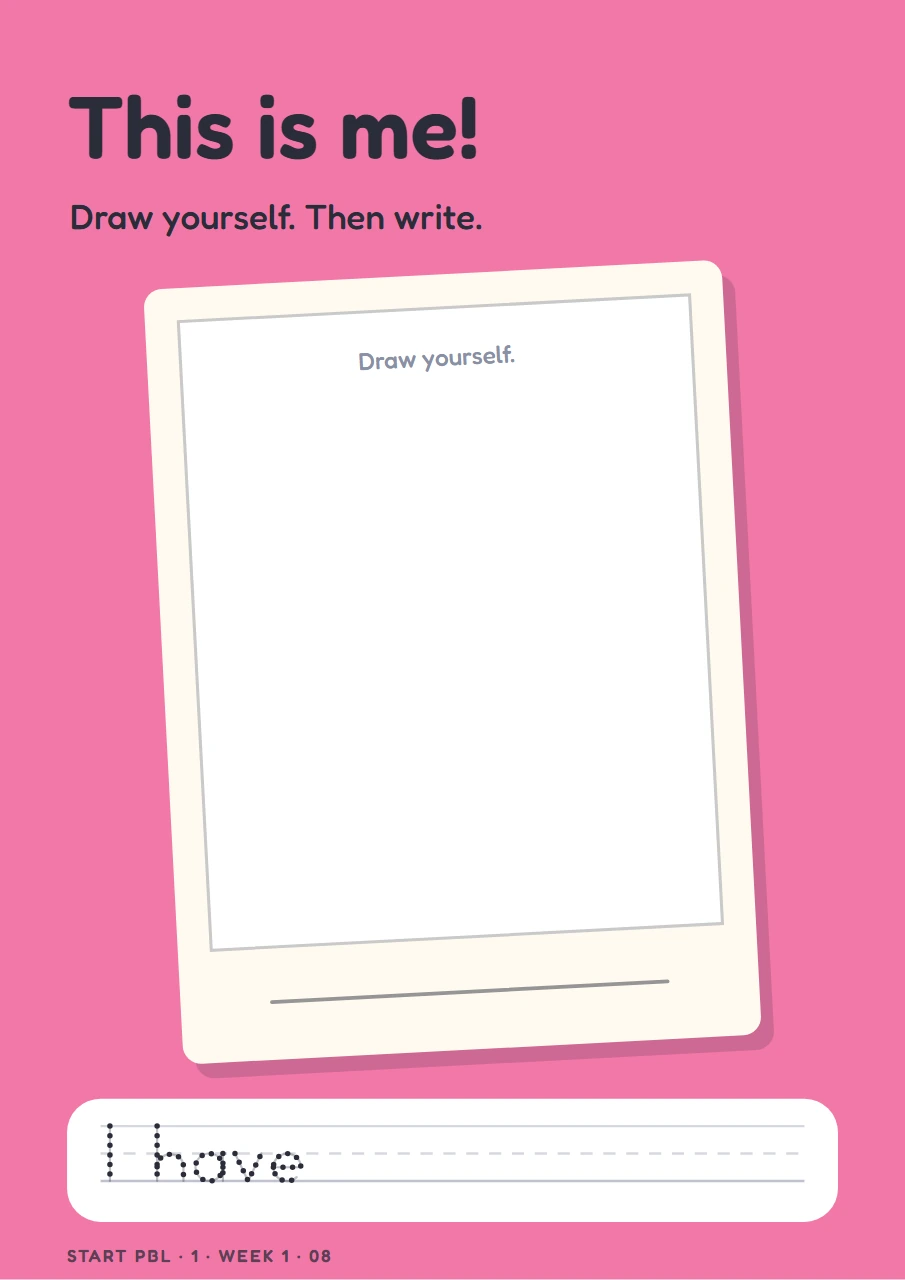 This is me!
Draw yourself. Then write.
Draw yourself.
I have
START PBL · 1 · WEEK 1 · 08